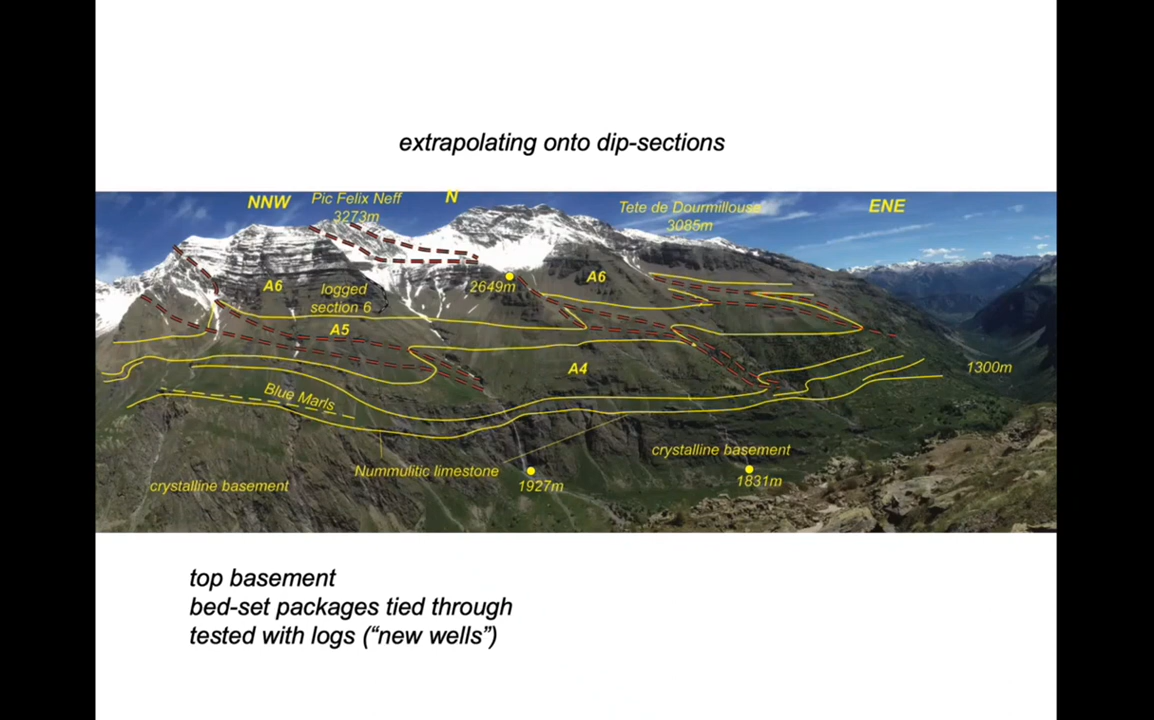 extrapolating onto dip-sections
NNW
Pic Felix Neff
3273m
N
Tete de Dourmillouse
3085m
ENE
A6
logged
section 6
2649m
A6
A5
A4
1300m
Blue Marls
Nummulitic limestone
crystalline basement
1927m
crystalline basement
1831m
top basement
bed-set packages tied through
tested with logs (“new wells”)